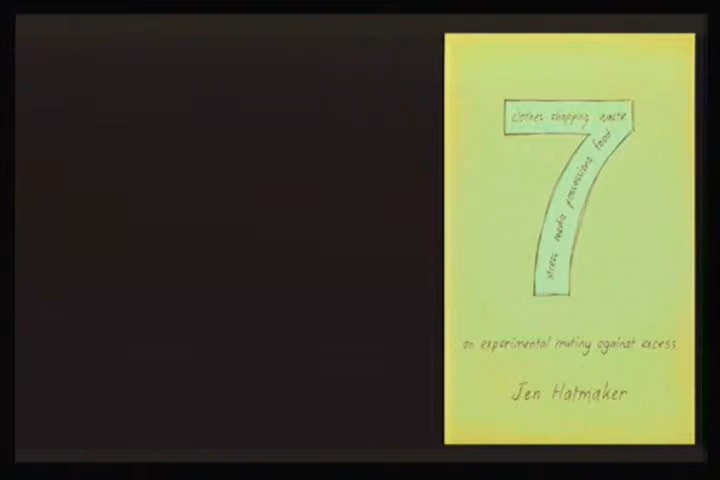 clothes shopping waste
food
possessions
media
stress
7
an experimental mutiny against excess
Jen Hatmaker